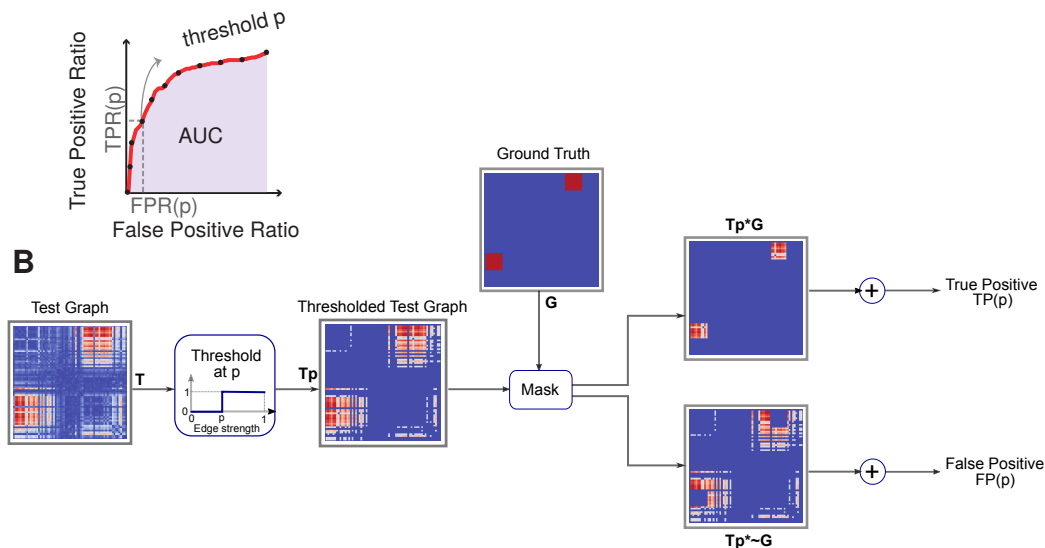 threshold p
True Positive Ratio
TPR(p)
AUC
FPR(p)
False Positive Ratio
B
Ground Truth
G
Test Graph
T
Threshold
at p
1
0
0
p
1
Edge strength
Tp
Thresholded Test Graph
Mask
Tp*G
+
True Positive
TP(p)
+
False Positive
FP(p)
Tp*~G